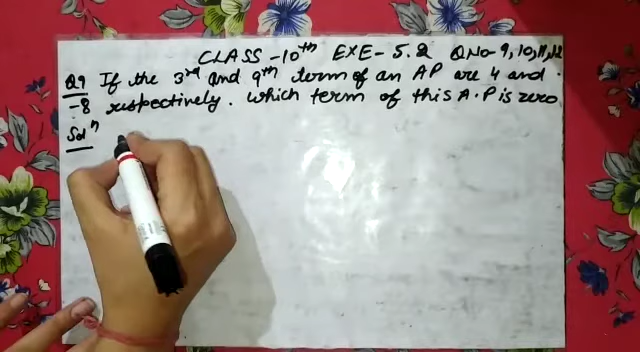 CLASS - 10th EXE - 5.2 QNo - 9, 10, 11, 12
Q9 If the 3rd and 9th term of an AP are 4 and
-8 respectively. Which term of this A.P is zero
Sol^n